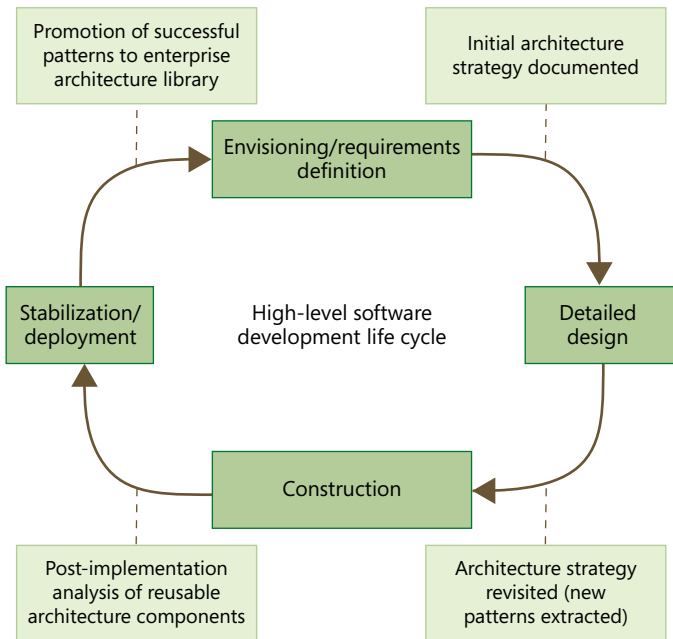 Promotion of successful
patterns to enterprise
architecture library
Initial architecture
strategy documented
Envisioning/requirements
definition
Stabilization/
deployment
High-level software
development life cycle
Detailed
design
Construction
Post-implementation
analysis of reusable
architecture components
Architecture strategy
revisited (new
patterns extracted)